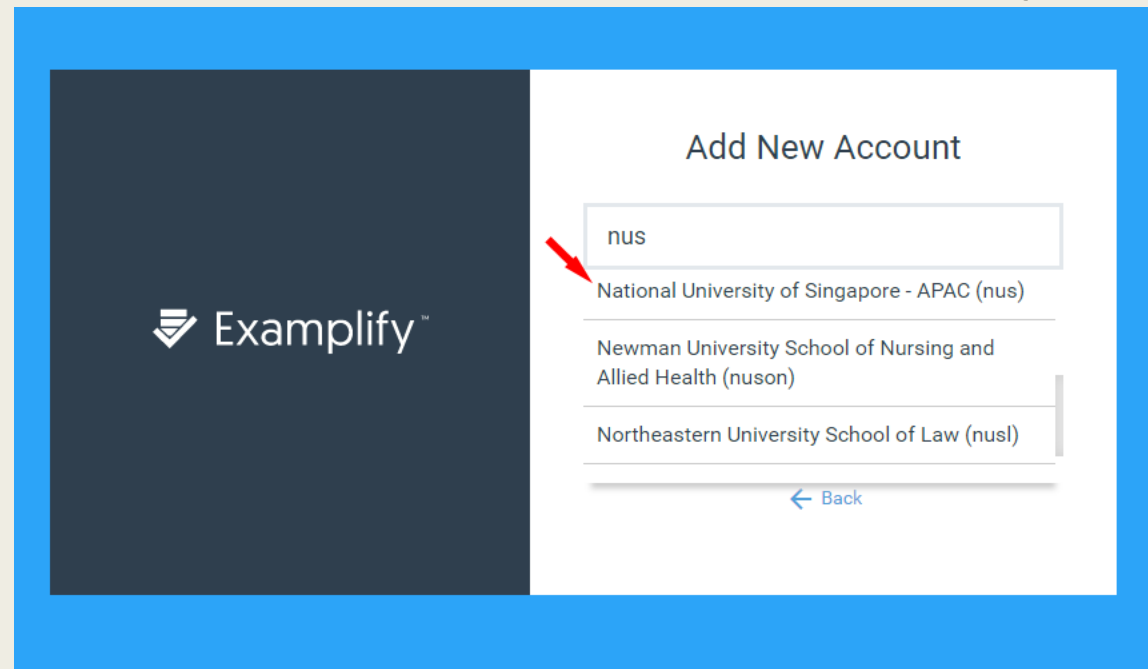 Add New Account
nus
National University of Singapore - APAC (nus)
Newman University School of Nursing and
Allied Health (nuson)
Northeastern University School of Law (nusl)
Back
Examplify™